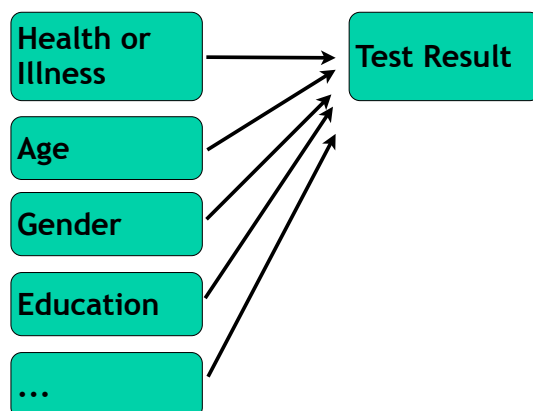 Health or
Illness
Test Result
Age
Gender
Education
...